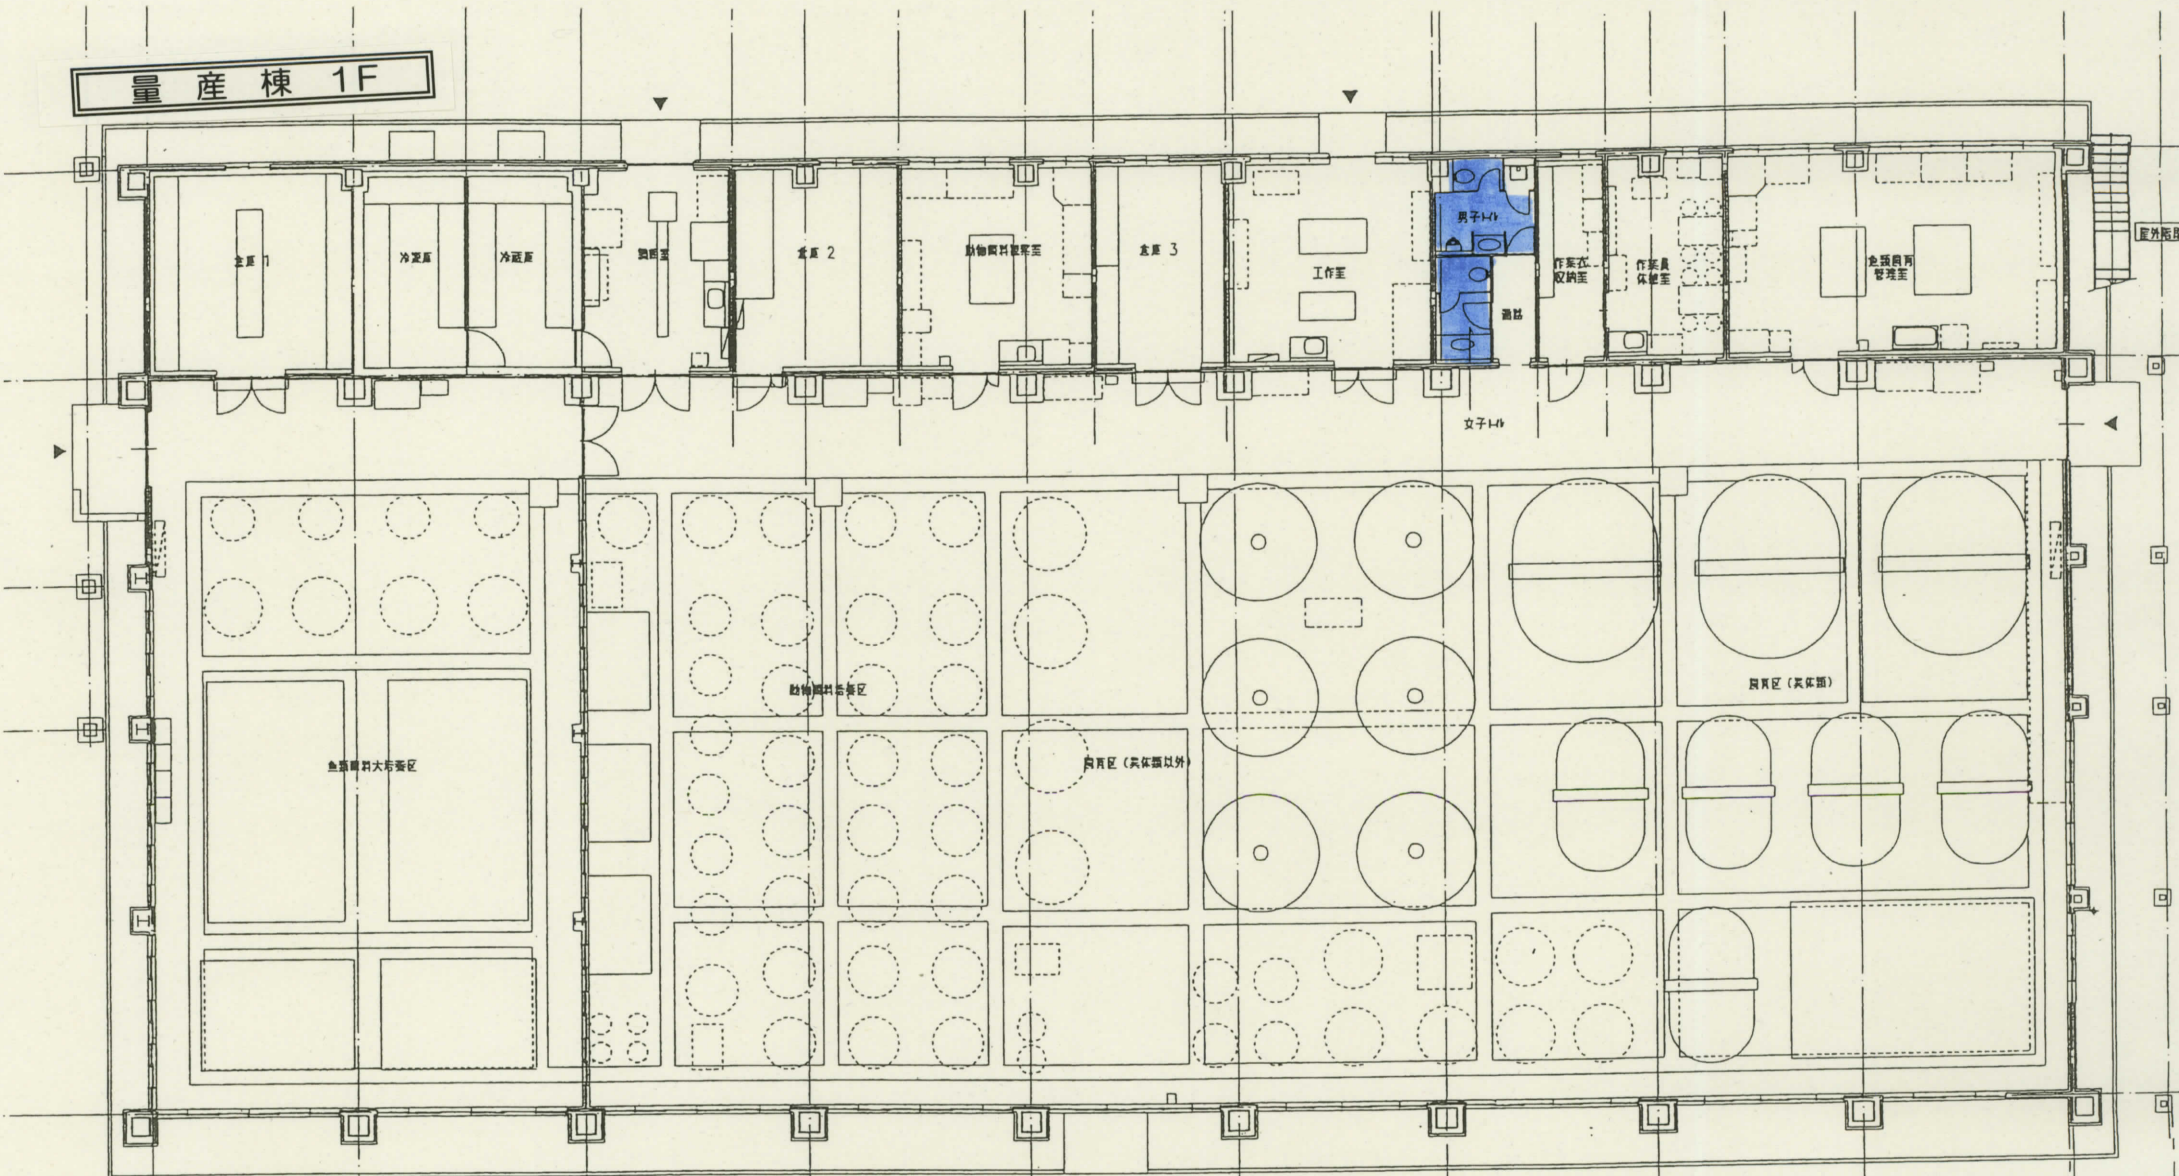 量産棟 1F
倉庫 1
冷凍庫
冷蔵庫
調餌室
倉庫 2
動物餌料観察室
倉庫 3
工作室
男子トイレ
通路
作業衣
収納室
作業員
休憩室
魚類飼育
管理室
屋外階段
女子トイレ
魚類餌料大培養区
動物餌料培養区
飼育区(実体類以外)
飼育区(実体類)